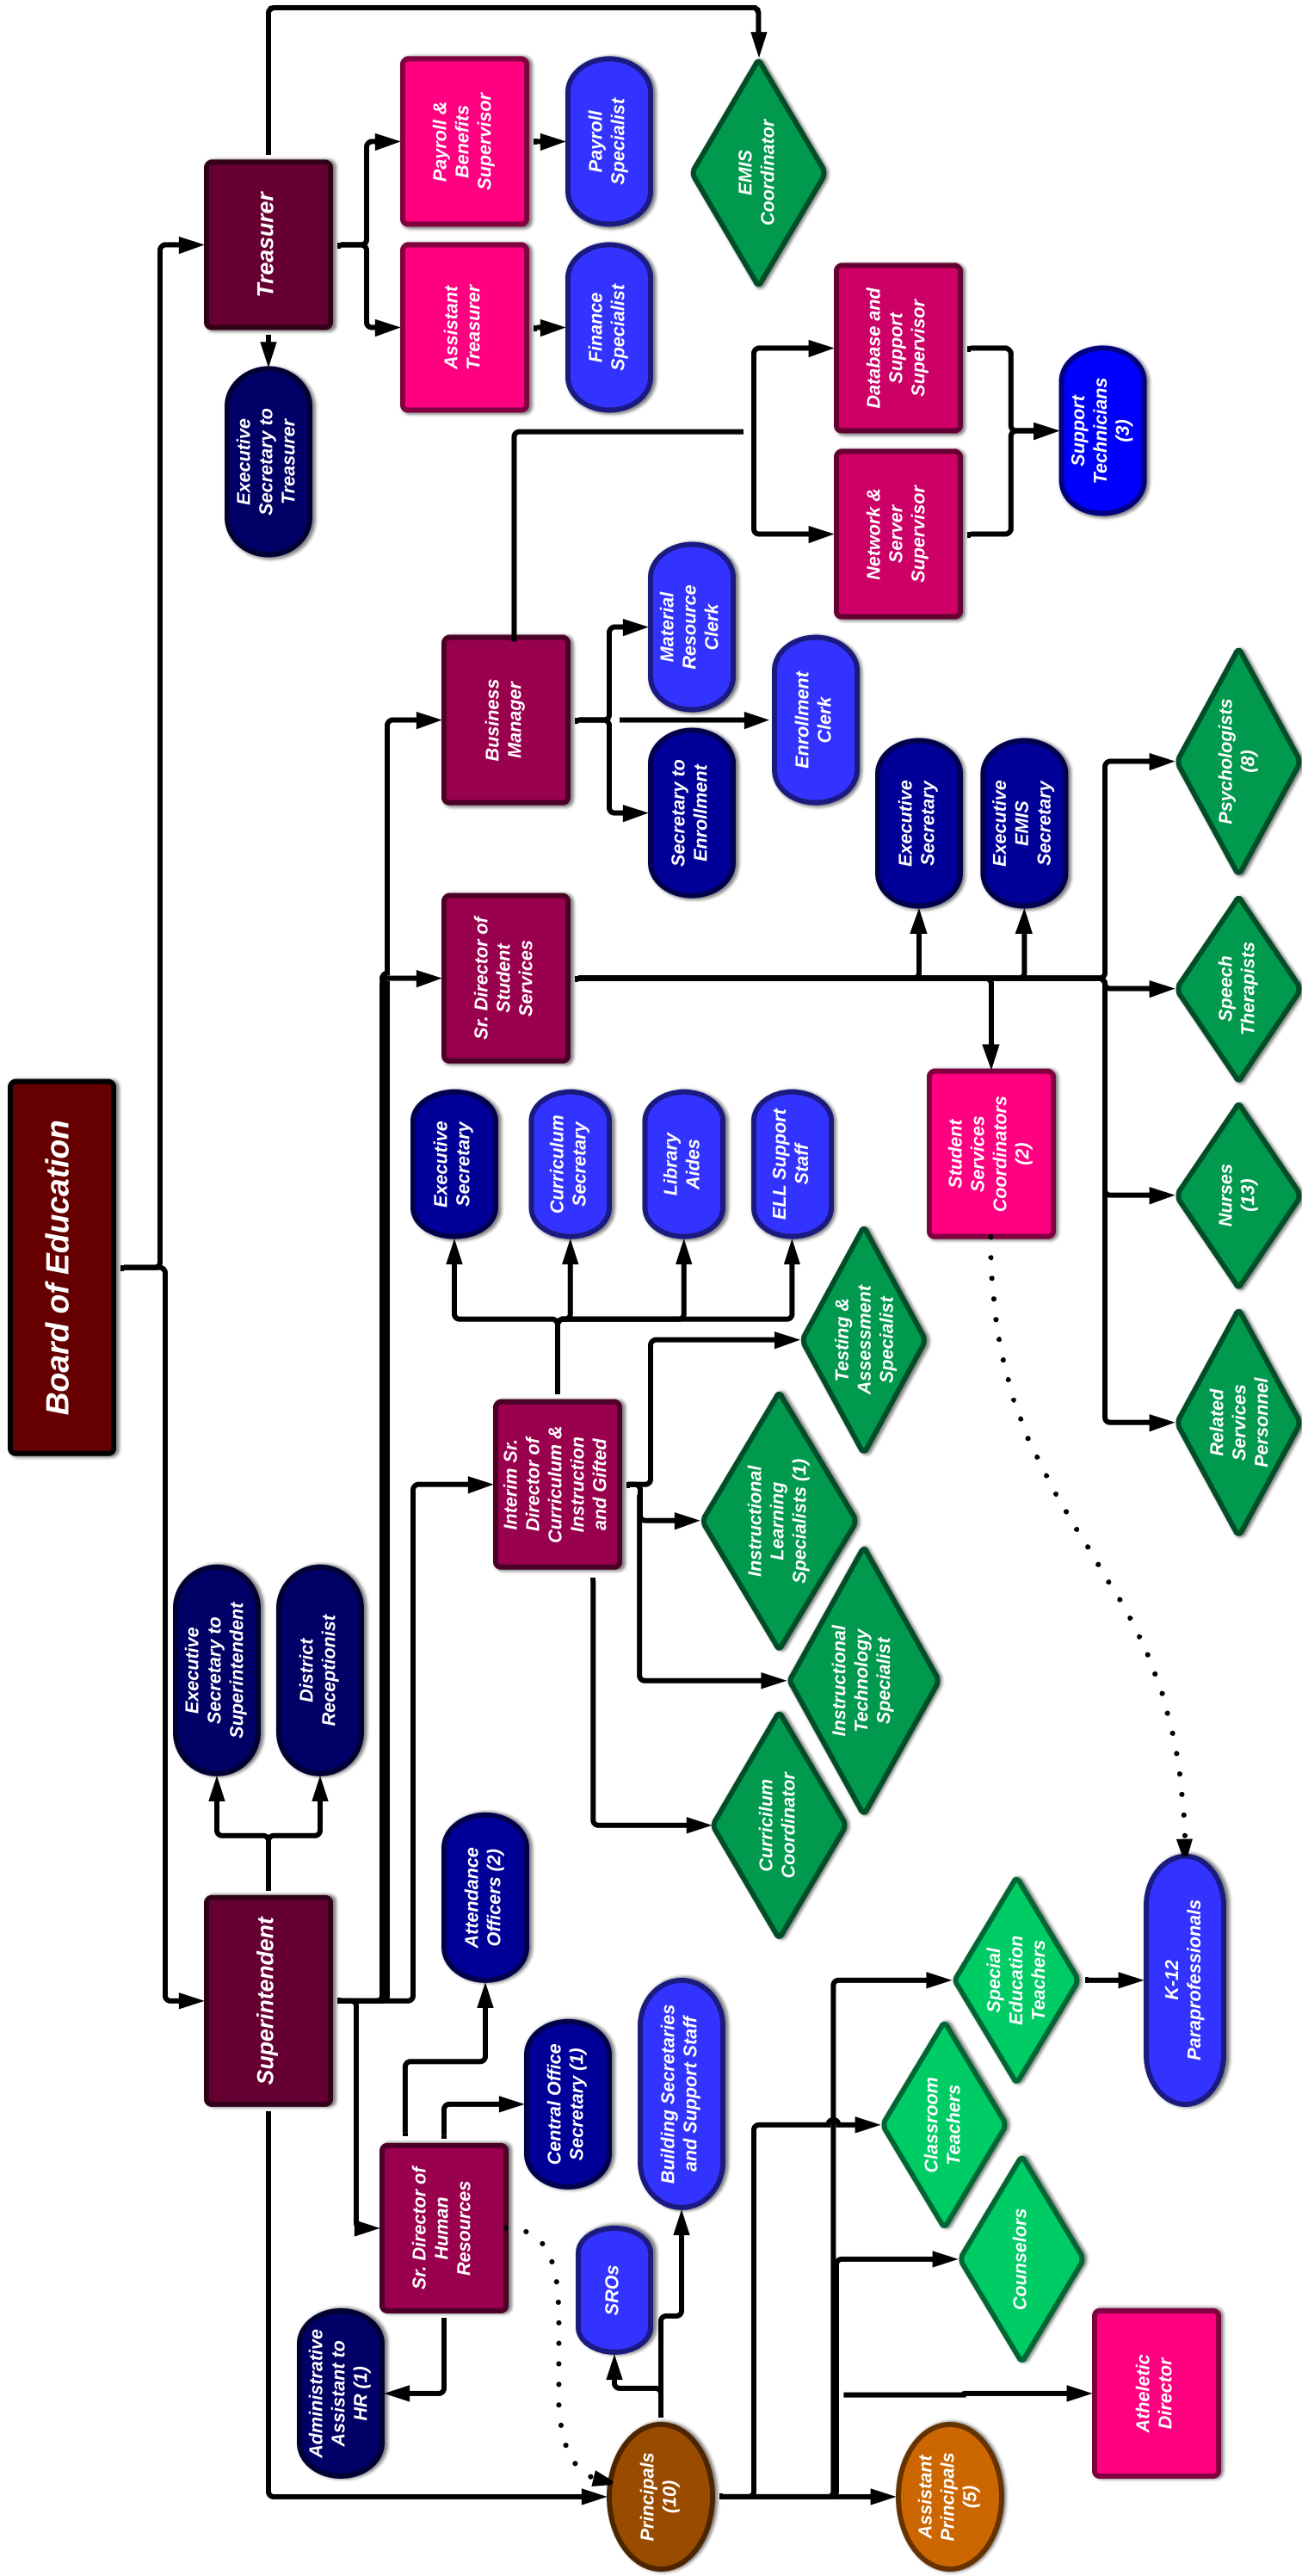 Board of Education
Superintendent
Executive
Secretary to
Superintendent
District
Receptionist
Treasurer
Executive
Secretary to
Treasurer
Assistant
Treasurer
Payroll &
Benefits
Supervisor
Finance
Specialist
Payroll
Specialist
EMIS
Coordinator
Administrative
Assistant to
HR (1)
Sr. Director of
Human
Resources
Attendance
Officers (2)
Central Office
Secretary (1)
Interim Sr.
Director of
Curriculum &
Instruction
and Gifted
Executive
Secretary
Curriculum
Secretary
Library
Aides
ELL Support
Staff
Curricilum
Coordinator
Instructional
Technology
Specialist
Instructional
Learning
Specialists (1)
Testing &
Assessment
Specialist
Sr. Director of
Student
Services
Executive
Secretary
Executive
EMIS
Secretary
Student
Services
Coordinators
(2)
Related
Services
Personnel
Nurses
(13)
Speech
Therapists
Psychologists
(8)
Business
Manager
Secretary to
Enrollment
Material
Resource
Clerk
Enrollment
Clerk
Network &
Server
Supervisor
Database and
Support
Supervisor
Support
Technicians
(3)
Principals
(10)
SROs
Building Secretaries
and Support Staff
Assistant
Principals
(5)
Atheletic
Director
Counselors
Classroom
Teachers
Special
Education
Teachers
K-12
Paraprofessionals